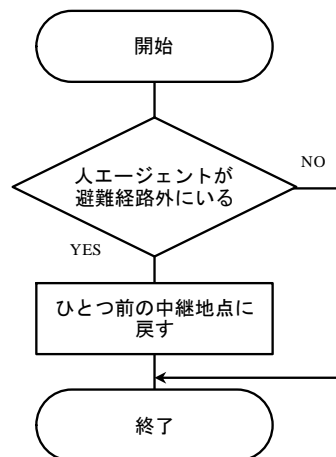 開始
人エージェントが
避難経路外にいる
NO
YES
ひとつ前の中継地点に
戻す
終了